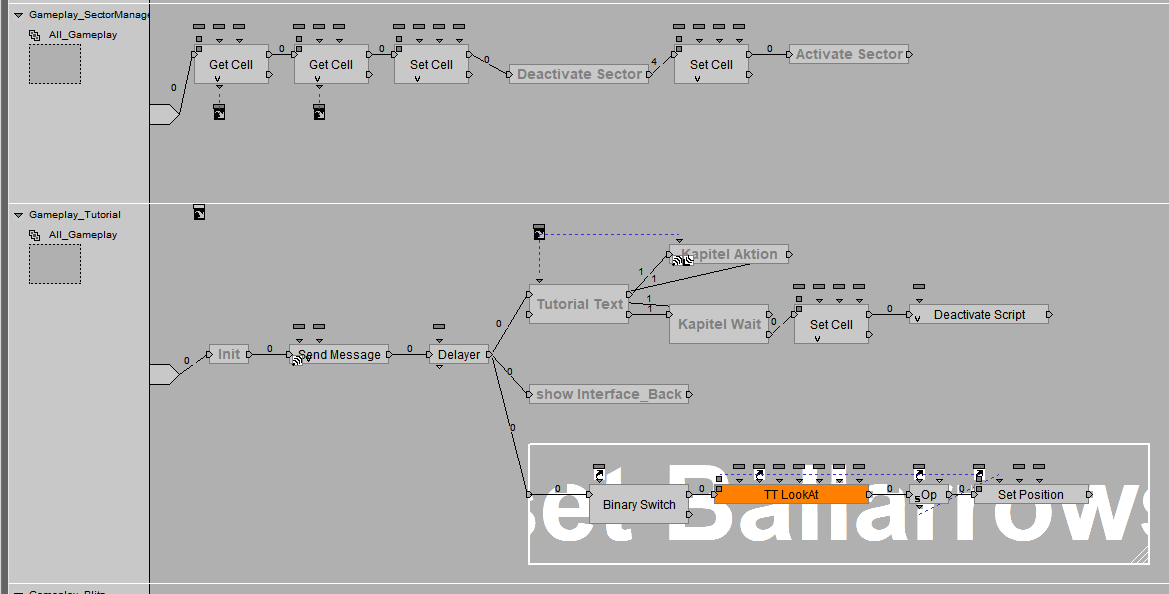 Gameplay_SectorManage
All_Gameplay
0
Get Cell
0
Get Cell
0
Set Cell
0
Deactivate Sector
4
Set Cell
0
Activate Sector
Gameplay_Tutorial
All_Gameplay
0
Init
0
Send Message
0
Delayer
0
0
0
Tutorial Text
1
1
1
1
Kapitel Aktion
Kapitel Wait
0
Set Cell
0
Deactivate Script
show Interface_Back
set Ballarrows
0
Binary Switch
0
TT LookAt
0
Op
0
Set Position
Gameplay_Blitz